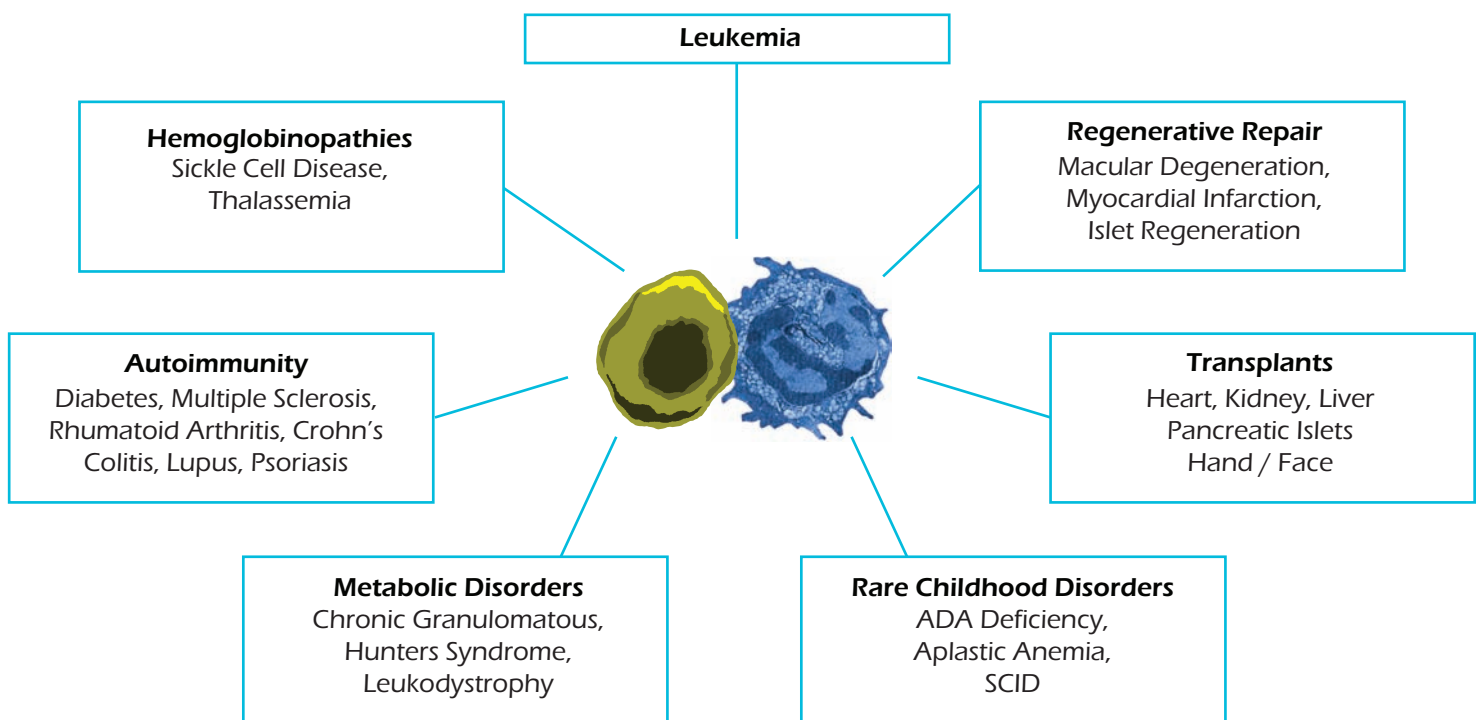 Leukemia
Hemoglobinopathies
Sickle Cell Disease,
Thalassemia
Regenerative Repair
Macular Degeneration,
Myocardial Infarction,
Islet Regeneration
Autoimmunity
Diabetes, Multiple Sclerosis,
Rhumatoid Arthritis, Crohn's
Colitis, Lupus, Psoriasis
Transplants
Heart, Kidney, Liver
Pancreatic Islets
Hand / Face
Metabolic Disorders
Chronic Granulomatous,
Hunters Syndrome,
Leukodystrophy
Rare Childhood Disorders
ADA Deficiency,
Aplastic Anemia,
SCID